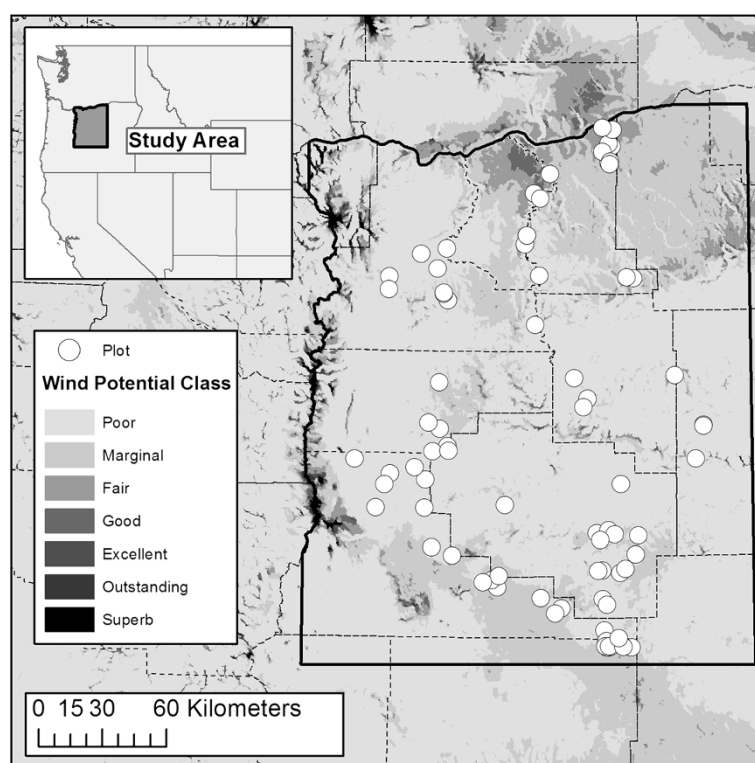 Study Area
Plot
Wind Potential Class
Poor
Marginal
Fair
Good
Excellent
Outstanding
Superb
0 15 30 60 Kilometers